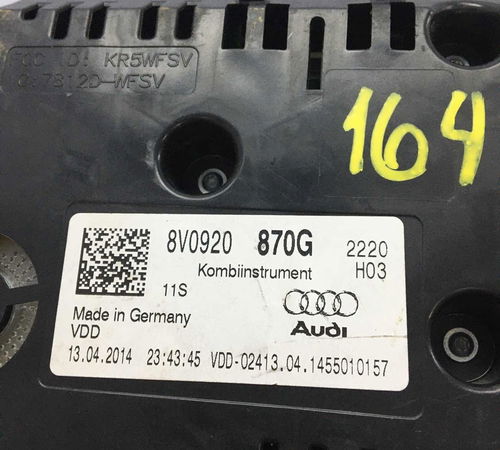 FCC ID: KR5WFSV
7812D-WFSV
164
8V0920 870G 2220
Kombiinstrument H03
11S
Made in Germany
VDD
Audi
13.04.2014 23:43:45 VDD-02413.04.1455010157